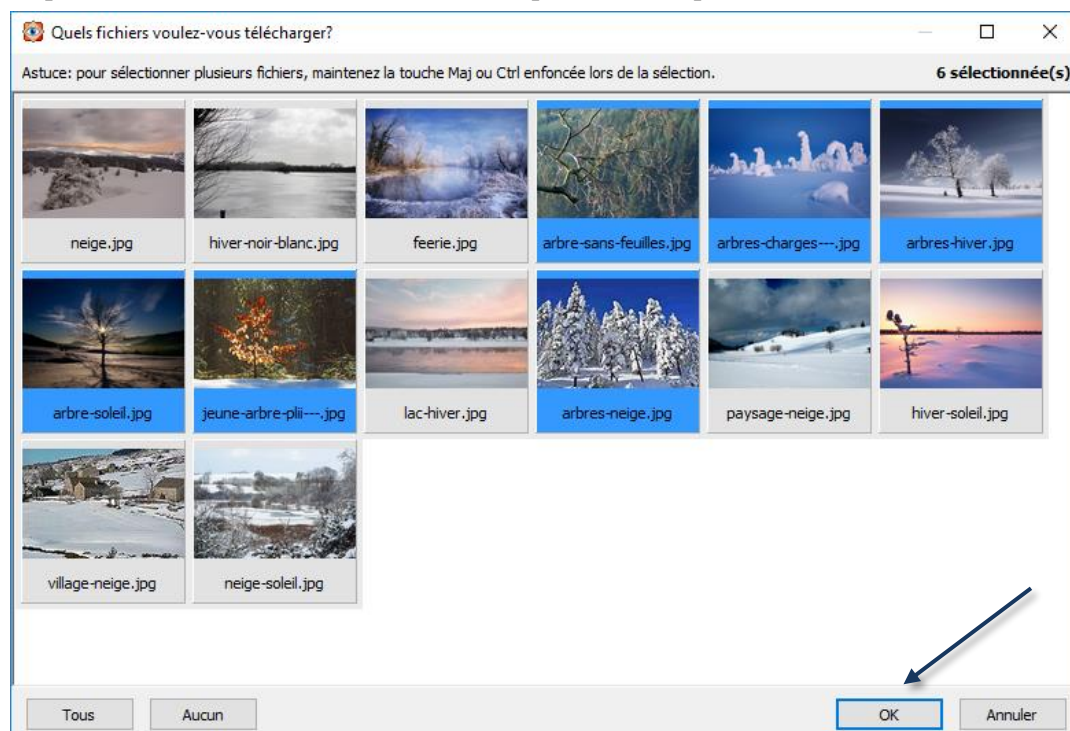 Quels fichiers voulez-vous télécharger?
Astuce: pour sélectionner plusieurs fichiers, maintenez la touche Maj ou Ctrl enfoncée lors de la sélection. 6 sélectionnée(s)
neige.jpg hiver-noir-blanc.jpg feerie.jpg arbre-sans-feuilles.jpg arbres-charges---.jpg arbres-hiver.jpg
arbre-soleil.jpg jeune-arbre-plii---.jpg lac-hiver.jpg arbres-neige.jpg paysage-neige.jpg hiver-soleil.jpg
village-neige.jpg neige-soleil.jpg
Tous Aucun OK Annuler